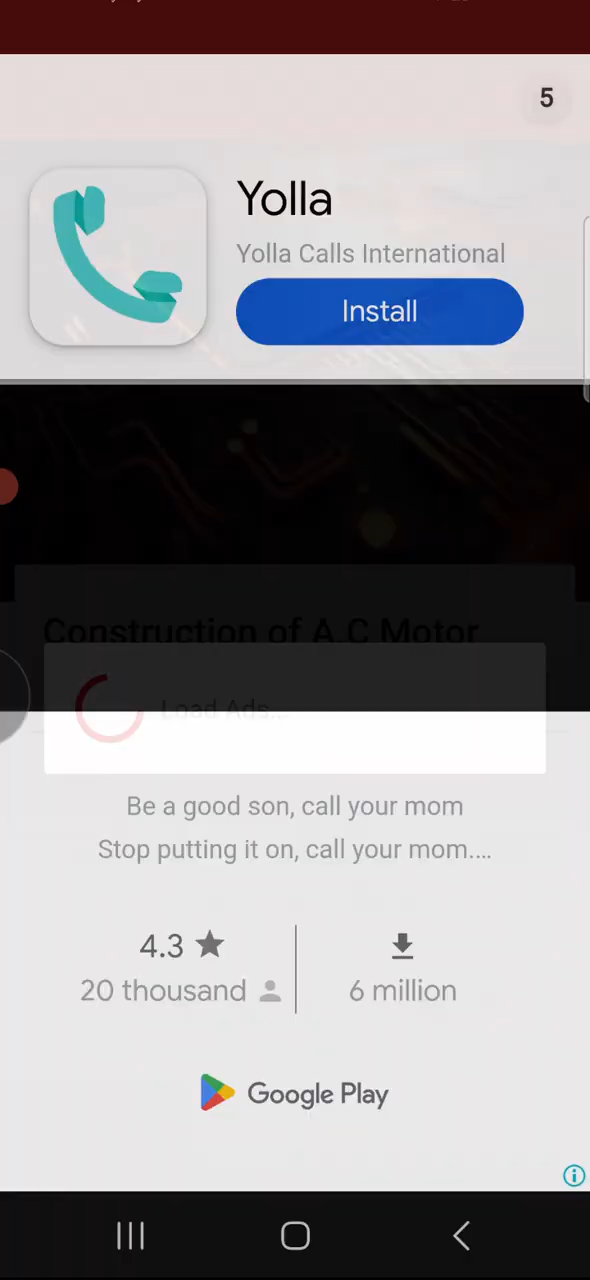 5
Yolla
Yolla Calls International
Install
Construction of A.C Motor
Load Ads...
Be a good son, call your mom
Stop putting it on, call your mom....
4.3
20 thousand
6 million
Google Play